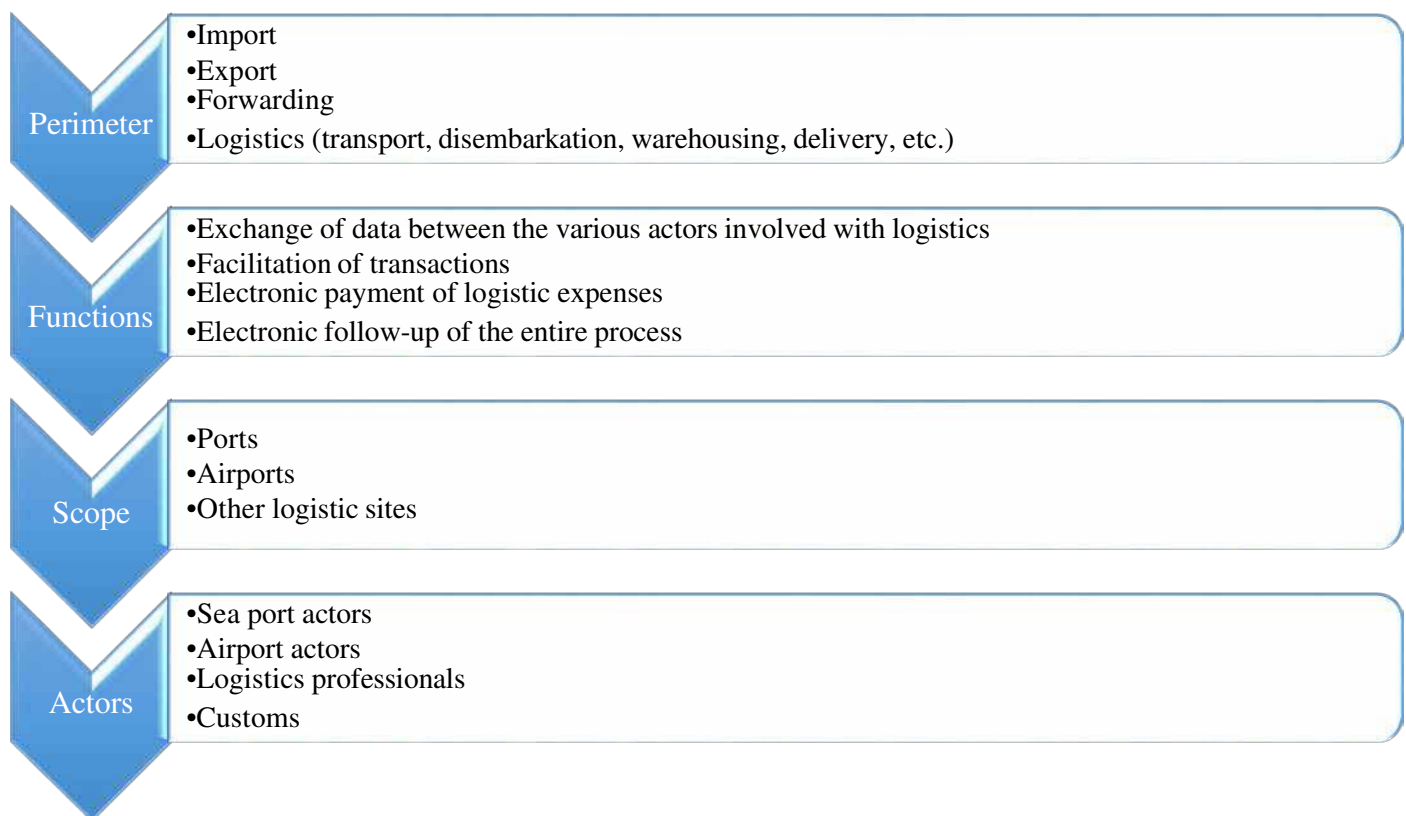 Perimeter
•Import
•Export
•Forwarding
•Logistics (transport, disembarkation, warehousing, delivery, etc.)
Functions
•Exchange of data between the various actors involved with logistics
•Facilitation of transactions
•Electronic payment of logistic expenses
•Electronic follow-up of the entire process
Scope
•Ports
•Airports
•Other logistic sites
Actors
•Sea port actors
•Airport actors
•Logistics professionals
•Customs